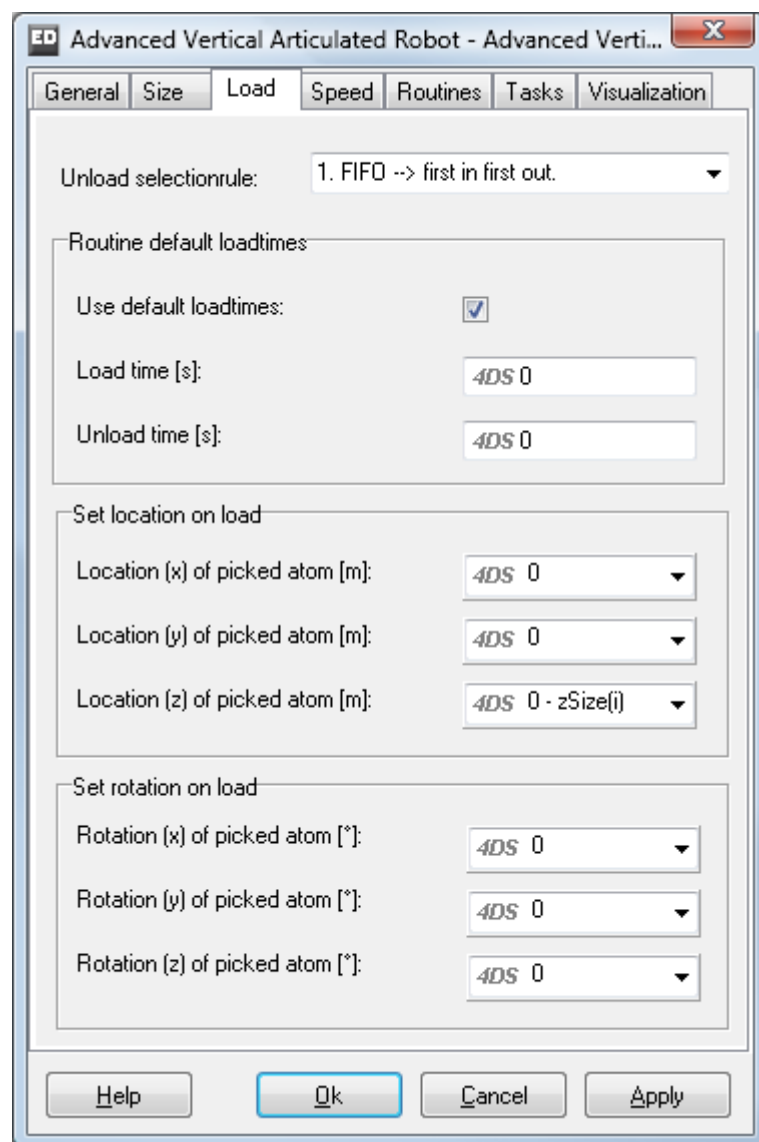 ED Advanced Vertical Articulated Robot - Advanced Verti... X
General Size Load Speed Routines Tasks Visualization
Unload selectionrule: 1. FIFO --> first in first out.
Routine default loadtimes
Use default loadtimes:
Load time [s]: 4DS 0
Unload time [s]: 4DS 0
Set location on load
Location (x) of picked atom [m]: 4DS 0
Location (y) of picked atom [m]: 4DS 0
Location (z) of picked atom [m]: 4DS 0 - zSize(i)
Set rotation on load
Rotation (x) of picked atom [°]: 4DS 0
Rotation (y) of picked atom [°]: 4DS 0
Rotation (z) of picked atom [°]: 4DS 0
Help Ok Cancel Apply